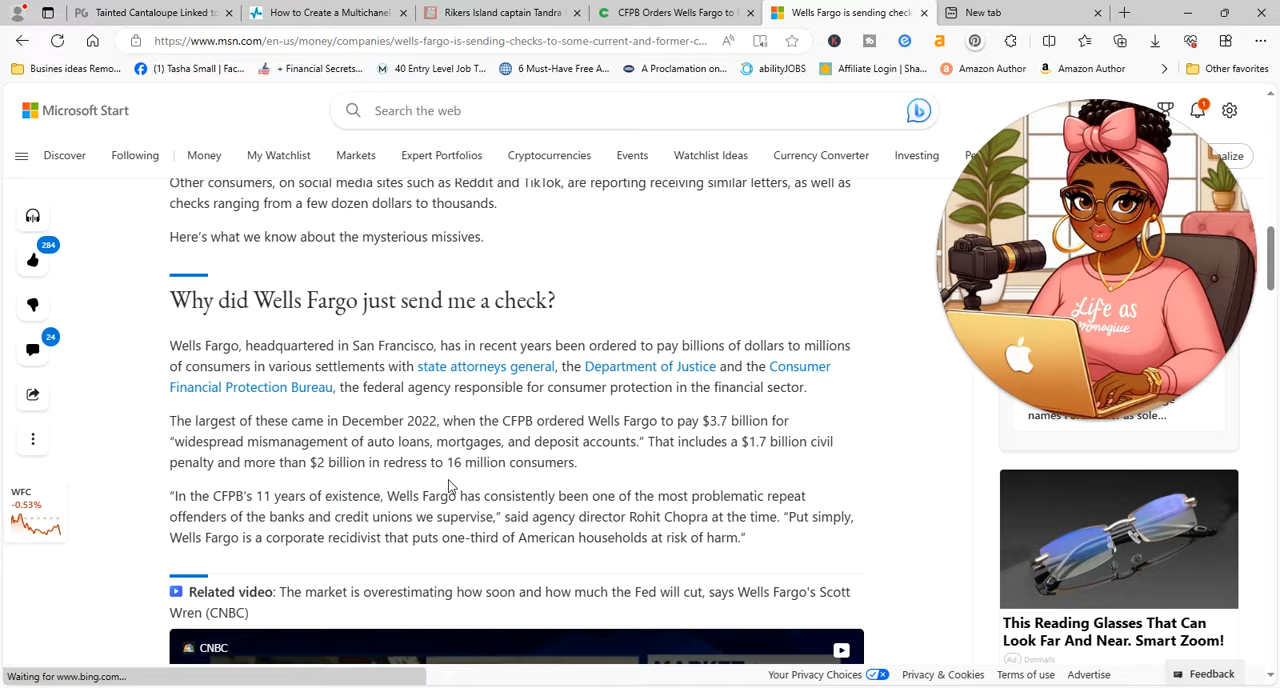 Tainted Cantaloupe Linked to
How to Create a Multichanel
Rikers Island captain Tandra
CFPB Orders Wells Fargo to
Wells Fargo is sending check
New tab
https://www.msn.com/en-us/money/companies/wells-fargo-is-sending-checks-to-some-current-and-former-c...
Busines ideas Remo...
(1) Tasha Small | Fac...
+ Financial Secrets...
40 Entry Level Job T...
6 Must-Have Free A...
A Proclamation on...
abilityJOBS
Affiliate Login | Sha...
Amazon Author
Amazon Author
Other favorites
Microsoft Start
Search the web
1
Discover
Following
Money
My Watchlist
Markets
Expert Portfolios
Cryptocurrencies
Events
Watchlist Ideas
Currency Converter
Investing
Pe
nalize
Other consumers, on social media sites such as Reddit and TikTok, are reporting receiving similar letters, as well as
checks ranging from a few dozen dollars to thousands.
Here's what we know about the mysterious missives.
284
24
Why did Wells Fargo just send me a check?
Wells Fargo, headquartered in San Francisco, has in recent years been ordered to pay billions of dollars to millions
of consumers in various settlements with state attorneys general, the Department of Justice and the Consumer
Financial Protection Bureau, the federal agency responsible for consumer protection in the financial sector.
The largest of these came in December 2022, when the CFPB ordered Wells Fargo to pay $3.7 billion for
“widespread mismanagement of auto loans, mortgages, and deposit accounts.” That includes a $1.7 billion civil
penalty and more than $2 billion in redress to 16 million consumers.
“In the CFPB’s 11 years of existence, Wells Fargo has consistently been one of the most problematic repeat
offenders of the banks and credit unions we supervise,” said agency director Rohit Chopra at the time. “Put simply,
Wells Fargo is a corporate recidivist that puts one-third of American households at risk of harm.”
WFC
-0.53%
Related video: The market is overestimating how soon and how much the Fed will cut, says Wells Fargo's Scott
Wren (CNBC)
CNBC
Life as
Monogiue
as sole...
This Reading Glasses That Can
Look Far And Near. Smart Zoom!
Ad
Dotmalls
Waiting for www.bing.com...
Your Privacy Choices
Privacy & Cookies
Terms of use
Advertise
Feedback